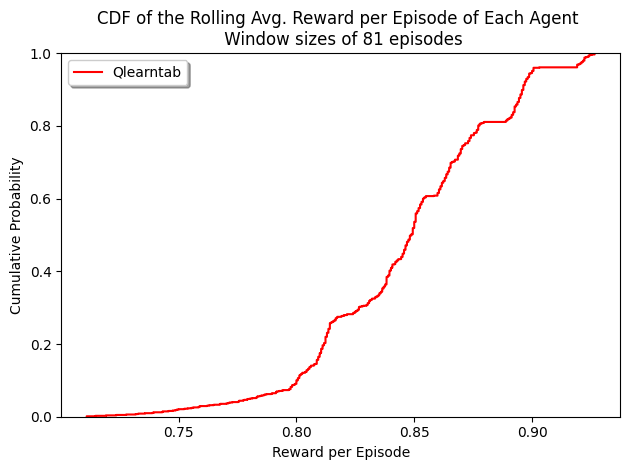 CDF of the Rolling Avg. Reward per Episode of Each Agent
Window sizes of 81 episodes
Qlearntab
1.0
0.8
0.6
0.4
0.2
0.0
Cumulative Probability
0.75
0.80
0.85
0.90
Reward per Episode